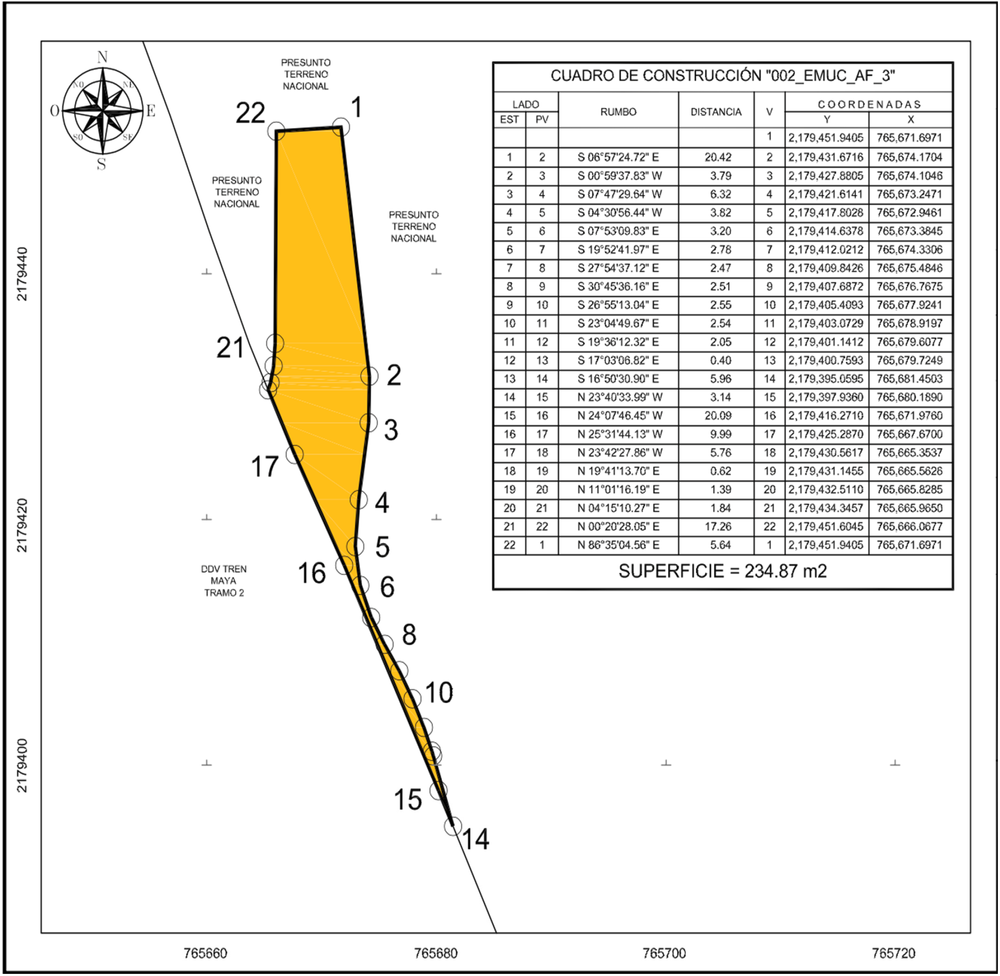 N
NO
NE
O
E
SO
SE
S
PRESUNTO
TERRENO
NACIONAL
22
1
PRESUNTO
TERRENO
NACIONAL
PRESUNTO
TERRENO
NACIONAL
21
2
3
17
4
5
16
6
8
10
15
14
DDV TREN
MAYA
TRAMO 2
2179440
2179420
2179400
765660
765680
765700
765720
CUADRO DE CONSTRUCCIÓN "002_EMUC_AF_3"
LADO RUMBO DISTANCIA V COORDENADAS
EST PV Y X
1 2,179,451.9405 765,671.6971
1 2 S 06°57'24.72" E 20.42 2 2,179,431.6716 765,674.1704
2 3 S 00°59'37.83" W 3.79 3 2,179,427.8805 765,674.1046
3 4 S 07°47'29.64" W 6.32 4 2,179,421.6141 765,673.2471
4 5 S 04°30'56.44" W 3.82 5 2,179,417.8028 765,672.9461
5 6 S 07°53'09.83" E 3.20 6 2,179,414.6378 765,673.3845
6 7 S 19°52'41.97" E 2.78 7 2,179,412.0212 765,674.3306
7 8 S 27°54'37.12" E 2.47 8 2,179,409.8426 765,675.4846
8 9 S 30°45'36.16" E 2.51 9 2,179,407.6872 765,676.7675
9 10 S 26°55'13.04" E 2.55 10 2,179,405.4093 765,677.9241
10 11 S 23°04'49.67" E 2.54 11 2,179,403.0729 765,678.9197
11 12 S 19°36'12.32" E 2.05 12 2,179,401.1412 765,679.6077
12 13 S 17°03'06.82" E 0.40 13 2,179,400.7593 765,679.7249
13 14 S 16°50'30.90" E 5.96 14 2,179,395.0595 765,681.4503
14 15 N 23°40'33.99" W 3.14 15 2,179,397.9360 765,680.1890
15 16 N 24°07'46.45" W 20.09 16 2,179,416.2710 765,671.9760
16 17 N 25°31'44.13" W 9.99 17 2,179,425.2870 765,667.6700
17 18 N 23°42'27.86" W 5.76 18 2,179,430.5617 765,665.3537
18 19 N 19°41'13.70" E 0.62 19 2,179,431.1455 765,665.5626
19 20 N 11°01'16.19" E 1.39 20 2,179,432.5110 765,665.8285
20 21 N 04°15'10.27" E 1.84 21 2,179,434.3457 765,665.9650
21 22 N 00°20'28.05" E 17.26 22 2,179,451.6045 765,666.0677
22 1 N 86°35'04.56" E 5.64 1 2,179,451.9405 765,671.6971
SUPERFICIE = 234.87 m2